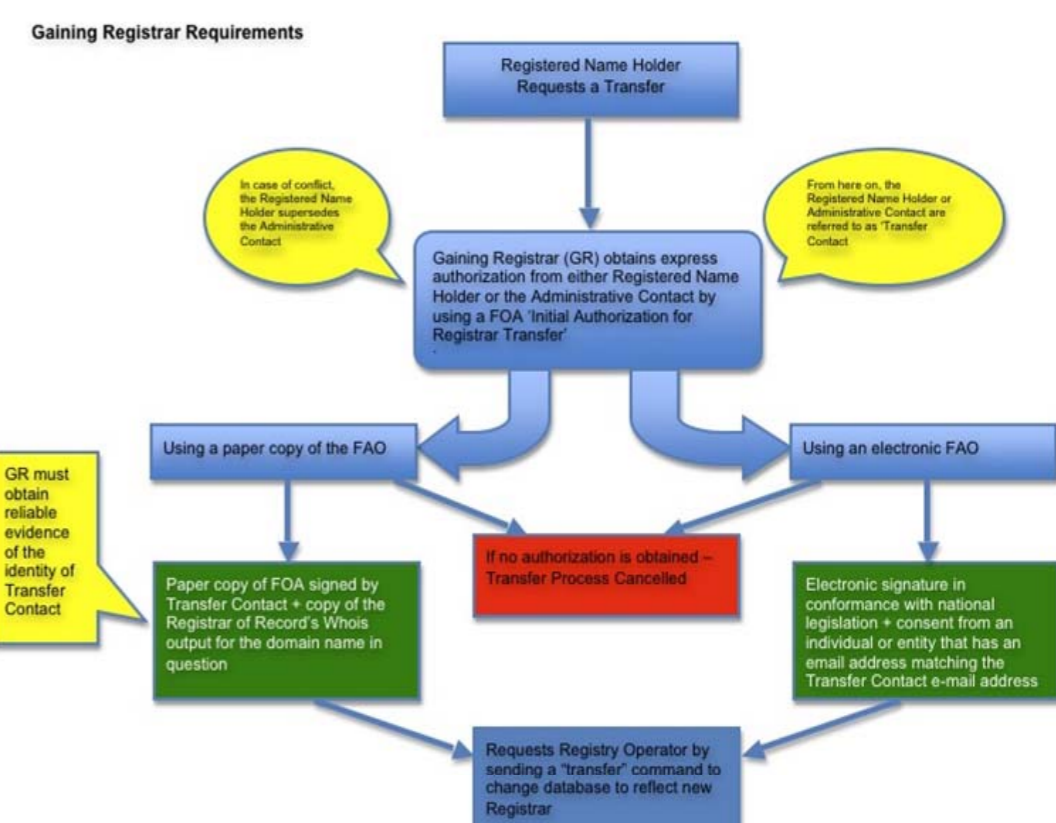 Gaining Registrar Requirements
Registered Name Holder
Requests a Transfer
In case of conflict,
the Registered Name
Holder supersedes
the Administrative
Contact
From here on, the
Registered Name Holder or
Administrative Contact are
referred to as 'Transfer
Contact
Gaining Registrar (GR) obtains express
authorization from either Registered Name
Holder or the Administrative Contact by
using a FOA 'Initial Authorization for
Registrar Transfer'
.
Using a paper copy of the FAO
Using an electronic FAO
GR must
obtain
reliable
evidence
of the
identity of
Transfer
Contact
If no authorization is obtained –
Transfer Process Cancelled
Paper copy of FOA signed by
Transfer Contact + copy of the
Registrar of Record's Whois
output for the domain name in
question
Electronic signature in
conformance with national
legislation + consent from an
individual or entity that has an
email address matching the
Transfer Contact e-mail address
Requests Registry Operator by
sending a "transfer" command to
change database to reflect new
Registrar